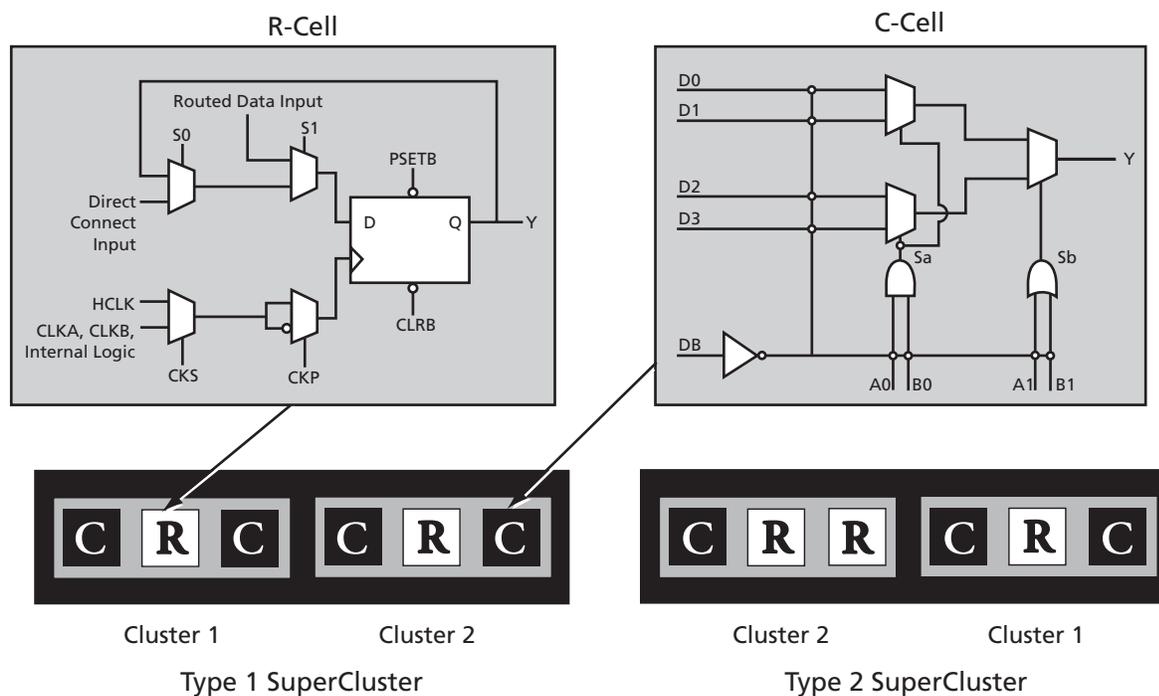 R-Cell
Routed Data Input
S0
S1
PSETB
Direct
Connect
Input
D
Q
Y
HCLK
CLKA, CLKB,
Internal Logic
CKS
CKP
CLRB
C-Cell
D0
D1
D2
D3
Y
Sa
Sb
DB
A0
B0
A1
B1
C R C
C R C
Cluster 1
Cluster 2
Type 1 SuperCluster
C R R
C R C
Cluster 2
Cluster 1
Type 2 SuperCluster